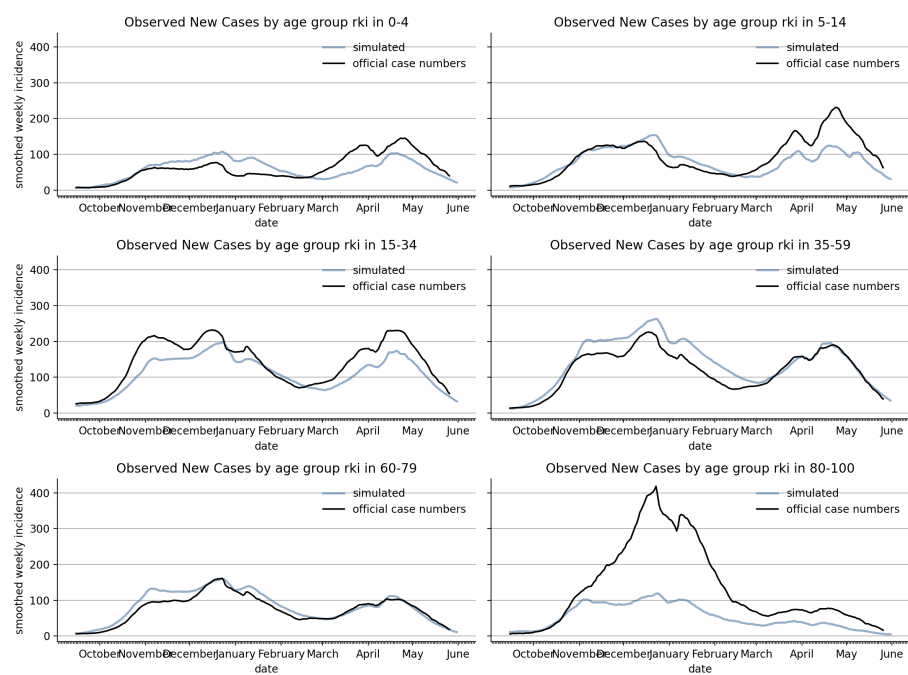 Observed New Cases by age group rki in 0-4
Observed New Cases by age group rki in 5-14
smoothed weekly incidence
400
300
200
100
0
simulated
official case numbers
simulated
official case numbers
October November December January February March April May June
October November December January February March April May June
date
date
Observed New Cases by age group rki in 15-34
Observed New Cases by age group rki in 35-59
smoothed weekly incidence
400
300
200
100
0
simulated
official case numbers
simulated
official case numbers
October November December January February March April May June
October November December January February March April May June
date
date
Observed New Cases by age group rki in 60-79
Observed New Cases by age group rki in 80-100
smoothed weekly incidence
400
300
200
100
0
simulated
official case numbers
simulated
official case numbers
October November December January February March April May June
October November December January February March April May June
date
date